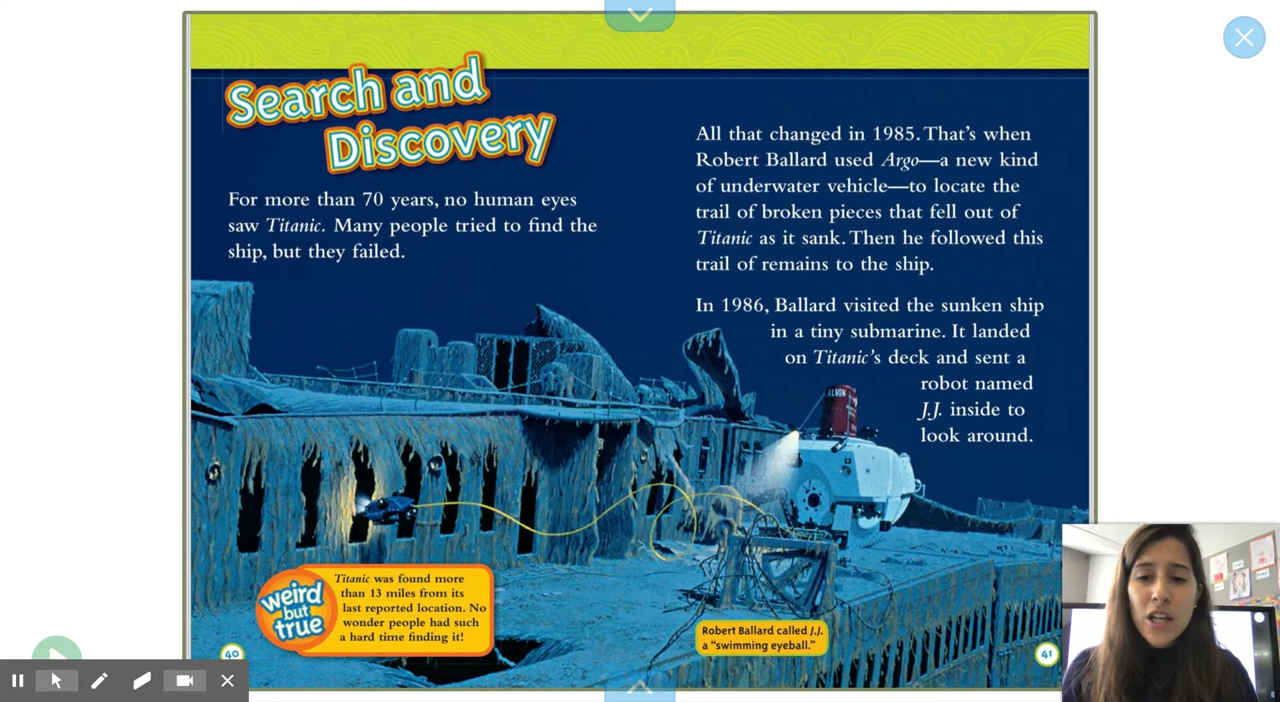 Search and
Discovery
For more than 70 years, no human eyes
saw Titanic. Many people tried to find the
ship, but they failed.
All that changed in 1985. That's when
Robert Ballard used Argo—a new kind
of underwater vehicle—to locate the
trail of broken pieces that fell out of
Titanic as it sank. Then he followed this
trail of remains to the ship.
In 1986, Ballard visited the sunken ship
in a tiny submarine. It landed
on Titanic's deck and sent a
robot named
J.J. inside to
look around.
ALVIN
weird
but
true
Titanic was found more
than 13 miles from its
last reported location. No
wonder people had such
a hard time finding it!
Robert Ballard called J.J.
a "swimming eyeball."
40
41